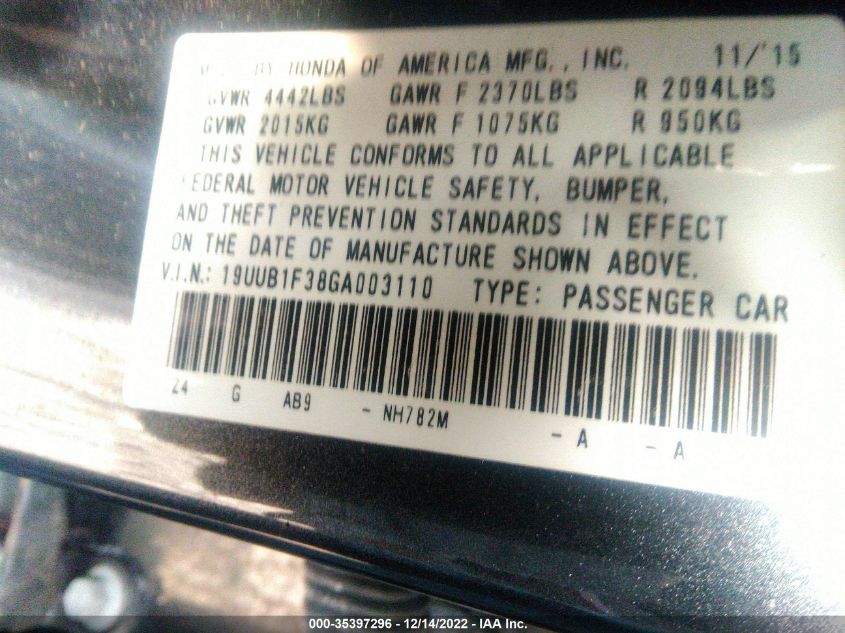 BY HONDA OF AMERICA MFG., INC. 11/'15
GVWR 4442LBS GAWR F 2370LBS R 2094LBS
GVWR 2015KG GAWR F 1075KG R 950KG
THIS VEHICLE CONFORMS TO ALL APPLICABLE
FEDERAL MOTOR VEHICLE SAFETY, BUMPER,
AND THEFT PREVENTION STANDARDS IN EFFECT
ON THE DATE OF MANUFACTURE SHOWN ABOVE.
V.I.N.: 19UUB1F38GA003110 TYPE: PASSENGER CAR
Z4 G AB9 - NH782M - A - A
000-35397296 - 12/14/2022 - IAA Inc.